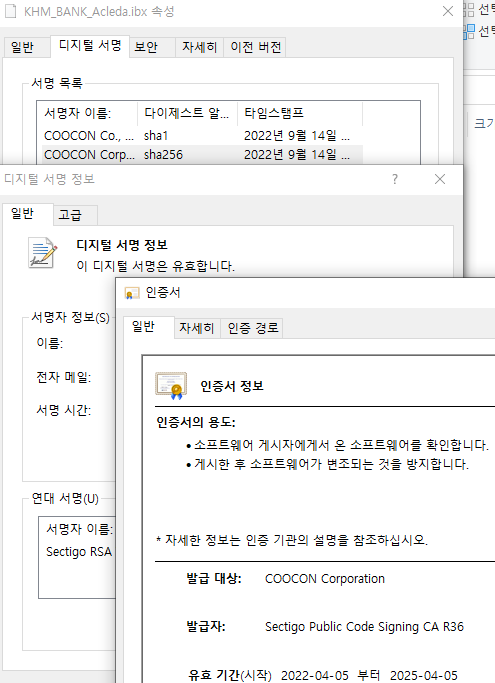 KHM_BANK_Acleda.ibx 속성
선택
선택
일반 디지털 서명 보안 자세히 이전 버전
서명 목록
크기
서명자 이름: 다이제스트 알... 타임스탬프
COOCON Co., ... sha1 2022년 9월 14일 ...
COOCON Corp... sha256 2022년 9월 14일 ...
디지털 서명 정보 ?
일반 고급
디지털 서명 정보
이 디지털 서명은 유효합니다.
인증서
서명자 정보(S)
일반 자세히 인증 경로
이름:
전자 메일:
서명 시간:
인증서 정보
인증서의 용도:
• 소프트웨어 게시자에게서 온 소프트웨어를 확인합니다.
• 게시한 후 소프트웨어가 변조되는 것을 방지합니다.
연대 서명(U)
서명자 이름:
Sectigo RSA
* 자세한 정보는 인증 기관의 설명을 참조하십시오.
발급 대상: COOCON Corporation
발급자: Sectigo Public Code Signing CA R36
유효 기간(시작) 2022-04-05 부터 2025-04-05